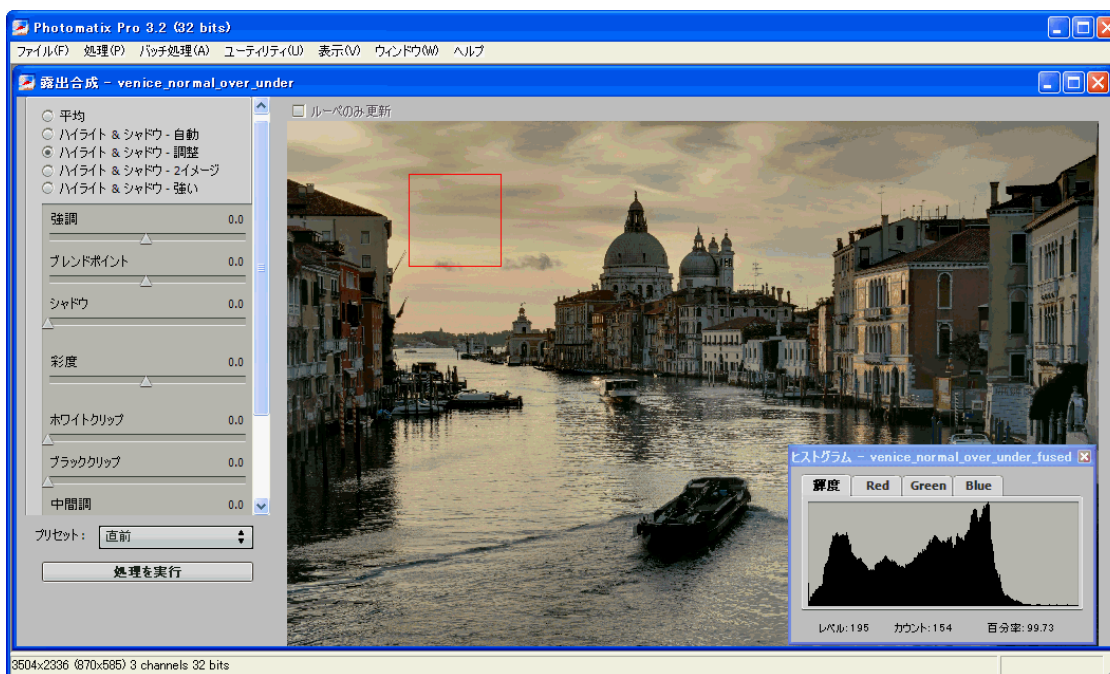 Photomatix Pro 3.2 (32 bits)
ファイル(F) 処理(P) バッチ処理(A) ユーティリティ(U) 表示(V) ウィンドウ(W) ヘルプ
露出合成 - venice_normal_over_under
ルーペのみ更新
平均
ハイライト & シャドウ - 自動
ハイライト & シャドウ - 調整
ハイライト & シャドウ - 2イメージ
ハイライト & シャドウ - 強い
強調 0.0
ブレンドポイント 0.0
シャドウ 0.0
彩度 0.0
ホワイトクリップ 0.0
ブラッククリップ 0.0
中間調 0.0
プリセット: 直前
処理を実行
ヒストグラム - venice_normal_over_under_fused
輝度 Red Green Blue
レベル:195 カウント:154 百分率:99.73
3504x2336 (870x585) 3 channels 32 bits